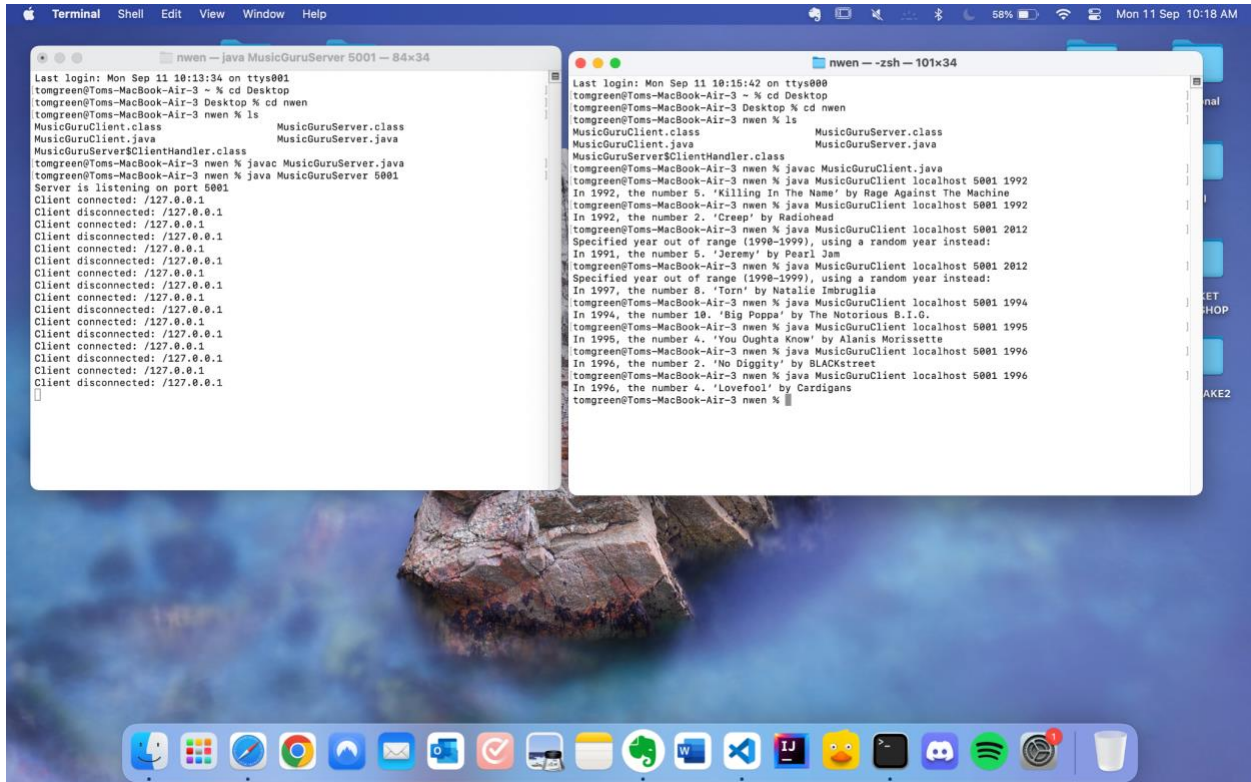 Terminal Shell Edit View Window Help
58% Mon 11 Sep 10:18 AM
nwen — java MusicGuruServer 5001 — 84×34
Last login: Mon Sep 11 10:13:34 on ttys001
[tomgreen@Toms-MacBook-Air-3 ~ % cd Desktop ]
[tomgreen@Toms-MacBook-Air-3 Desktop % cd nwen ]
[tomgreen@Toms-MacBook-Air-3 nwen % ls ]
MusicGuruClient.class MusicGuruServer.class
MusicGuruClient.java MusicGuruServer.java
MusicGuruServer$ClientHandler.class
[tomgreen@Toms-MacBook-Air-3 nwen % javac MusicGuruServer.java ]
[tomgreen@Toms-MacBook-Air-3 nwen % java MusicGuruServer 5001 ]
Server is listening on port 5001
Client connected: /127.0.0.1
Client disconnected: /127.0.0.1
Client connected: /127.0.0.1
Client disconnected: /127.0.0.1
Client connected: /127.0.0.1
Client disconnected: /127.0.0.1
Client connected: /127.0.0.1
Client disconnected: /127.0.0.1
Client connected: /127.0.0.1
Client disconnected: /127.0.0.1
Client connected: /127.0.0.1
Client disconnected: /127.0.0.1
Client connected: /127.0.0.1
Client disconnected: /127.0.0.1
Client connected: /127.0.0.1
Client disconnected: /127.0.0.1
nwen — -zsh — 101×34
Last login: Mon Sep 11 10:15:42 on ttys000
[tomgreen@Toms-MacBook-Air-3 ~ % cd Desktop ]
[tomgreen@Toms-MacBook-Air-3 Desktop % cd nwen ]
[tomgreen@Toms-MacBook-Air-3 nwen % ls ]
MusicGuruClient.class MusicGuruServer.class
MusicGuruClient.java MusicGuruServer.java
MusicGuruServer$ClientHandler.class
[tomgreen@Toms-MacBook-Air-3 nwen % javac MusicGuruClient.java ]
[tomgreen@Toms-MacBook-Air-3 nwen % java MusicGuruClient localhost 5001 1992 ]
In 1992, the number 5. ‘Killing In The Name’ by Rage Against The Machine
[tomgreen@Toms-MacBook-Air-3 nwen % java MusicGuruClient localhost 5001 1992 ]
In 1992, the number 2. ‘Creep’ by Radiohead
[tomgreen@Toms-MacBook-Air-3 nwen % java MusicGuruClient localhost 5001 2012 ]
Specified year out of range (1990-1999), using a random year instead:
In 1991, the number 5. ‘Jeremy’ by Pearl Jam
[tomgreen@Toms-MacBook-Air-3 nwen % java MusicGuruClient localhost 5001 2012 ]
Specified year out of range (1990-1999), using a random year instead:
In 1997, the number 8. ‘Torn’ by Natalie Imbruglia
[tomgreen@Toms-MacBook-Air-3 nwen % java MusicGuruClient localhost 5001 1994 ]
In 1994, the number 10. ‘Big Poppa’ by The Notorious B.I.G.
[tomgreen@Toms-MacBook-Air-3 nwen % java MusicGuruClient localhost 5001 1995 ]
In 1995, the number 4. ‘You Oughta Know’ by Alanis Morissette
[tomgreen@Toms-MacBook-Air-3 nwen % java MusicGuruClient localhost 5001 1996 ]
In 1996, the number 2. ‘No Diggity’ by BLACKstreet
[tomgreen@Toms-MacBook-Air-3 nwen % java MusicGuruClient localhost 5001 1996 ]
In 1996, the number 4. ‘Lovefool’ by Cardigans
tomgreen@Toms-MacBook-Air-3 nwen %
nal
KET
HOP
AKE2
W
IJ
1